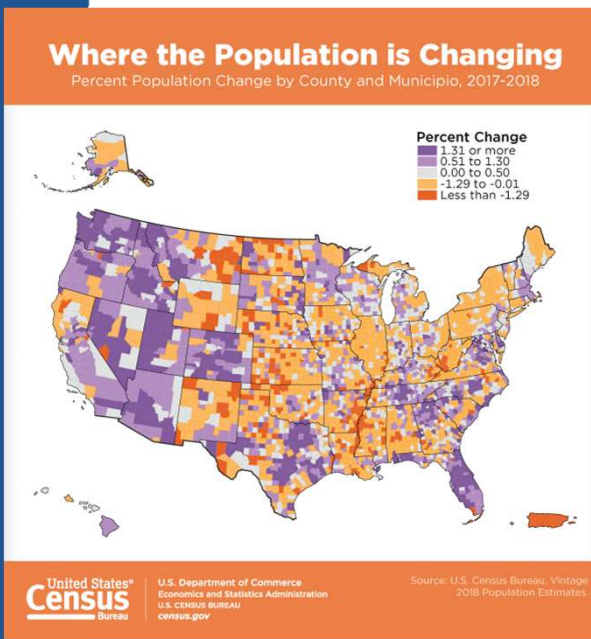 Where the Population is Changing
Percent Population Change by County and Municipio, 2017-2018
Percent Change
1.31 or more
0.51 to 1.30
0.00 to 0.50
-1.29 to -0.01
Less than -1.29
United States®
Census
Bureau
U.S. Department of Commerce
Economics and Statistics Administration
U.S. CENSUS BUREAU
census.gov
Source: U.S. Census Bureau, Vintage
2018 Population Estimates